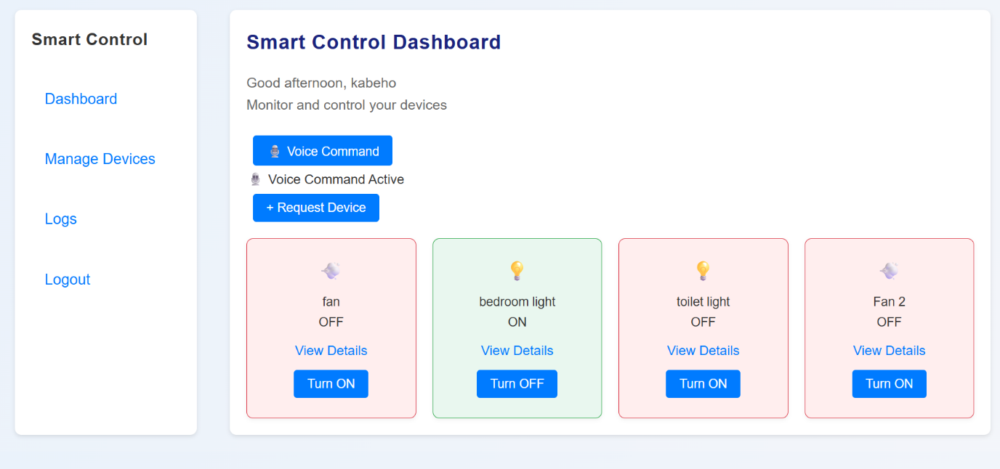 Smart Control
Dashboard
Manage Devices
Logs
Logout
Smart Control Dashboard
Good afternoon, kabeho
Monitor and control your devices
Voice Command
Voice Command Active
+ Request Device
fan
OFF
View Details
Turn ON
bedroom light
ON
View Details
Turn OFF
toilet light
OFF
View Details
Turn ON
Fan 2
OFF
View Details
Turn ON